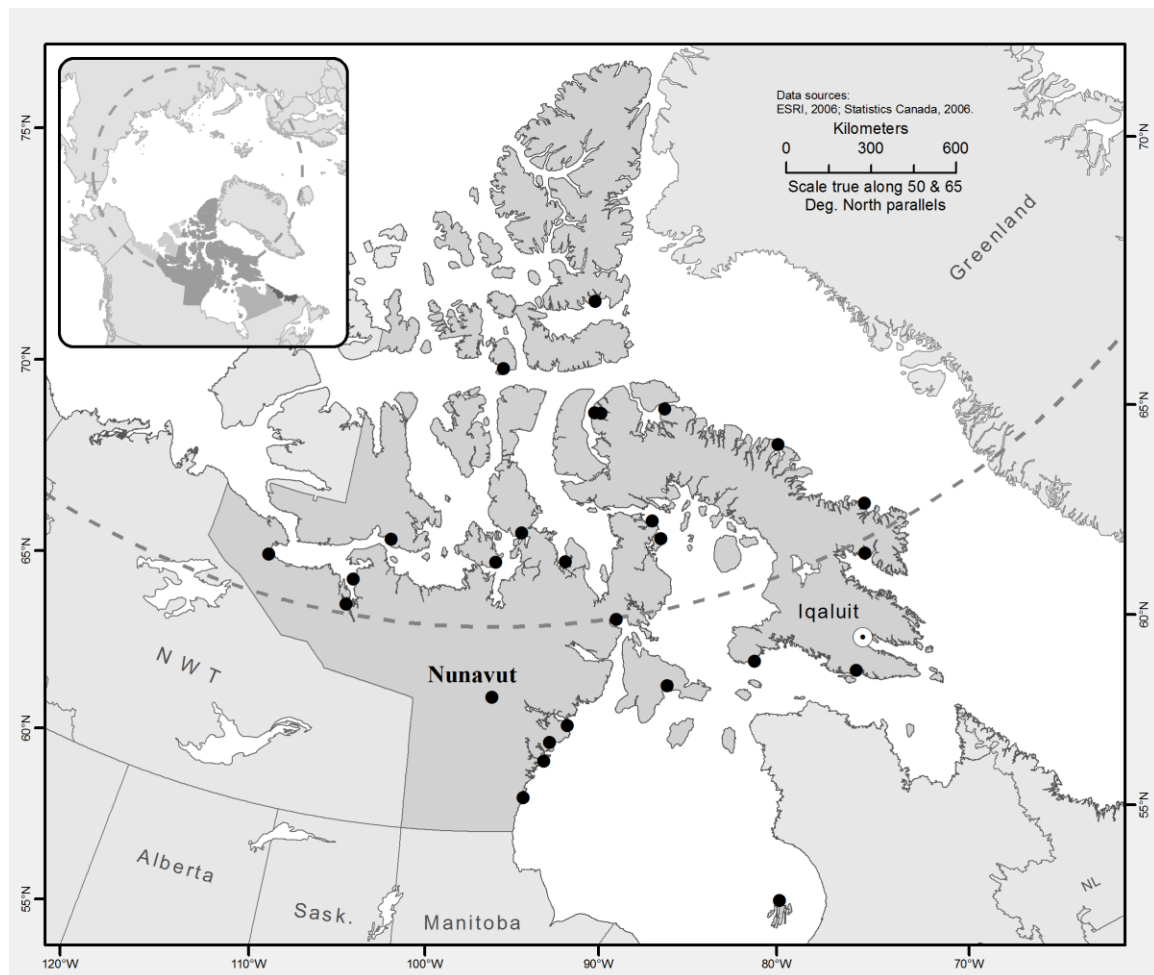 Data sources:
ESRI, 2006; Statistics Canada, 2006.
Kilometers
0 300 600
Scale true along 50 & 65
Deg. North parallels
75°N
70°N
70°N
65°N
65°N
60°N
60°N
55°N
55°N
Greenland
Iqaluit
Nunavut
NWT
Alberta
Sask.
Manitoba
NL
120°W
110°W
100°W
90°W
80°W
70°W